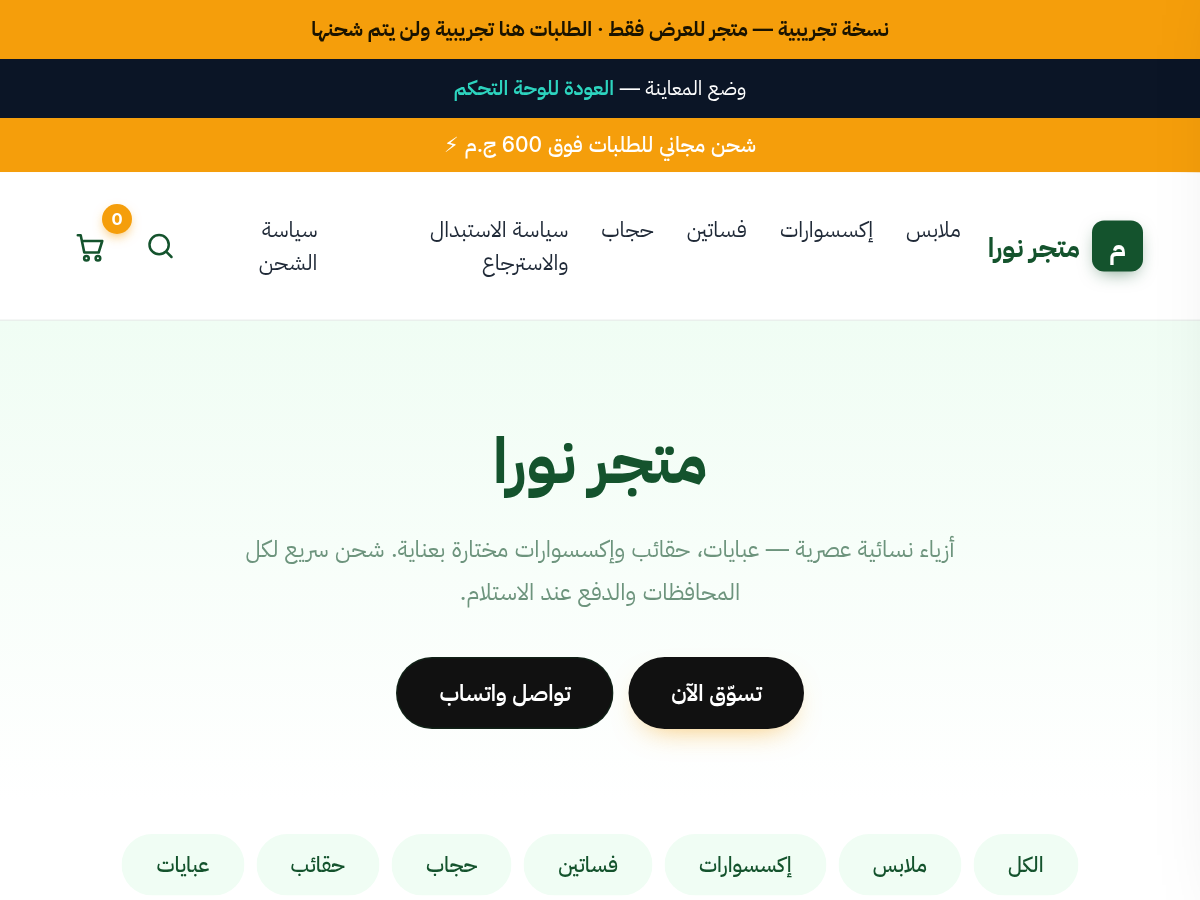 نسخة تجريبية — متجر للعرض فقط · الطلبات هنا تجريبية ولن يتم شحنها
وضع المعاينة — العودة للوحة التحكم
شحن مجاني للطلبات فوق 600 ج.م ⚡
م
متجر نورا
ملابس
إكسسوارات
فساتين
حجاب
سياسة الاستبدال
والاسترجاع
سياسة
الشحن
0
متجر نورا
أزياء نسائية عصرية — عبايات، حقائب وإكسسوارات مختارة بعناية. شحن سريع لكل
المحافظات والدفع عند الاستلام.
تسوّق الآن
تواصل واتساب
الكل
ملابس
إكسسوارات
فساتين
حجاب
حقائب
عبايات